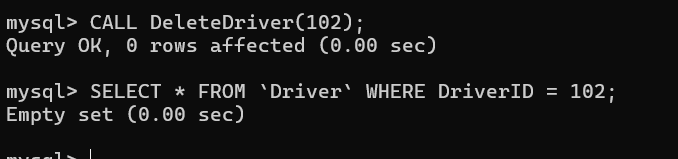 mysql> CALL DeleteDriver(102);
Query OK, 0 rows affected (0.00 sec)
mysql> SELECT * FROM `Driver` WHERE DriverID = 102;
Empty set (0.00 sec)
mysql>